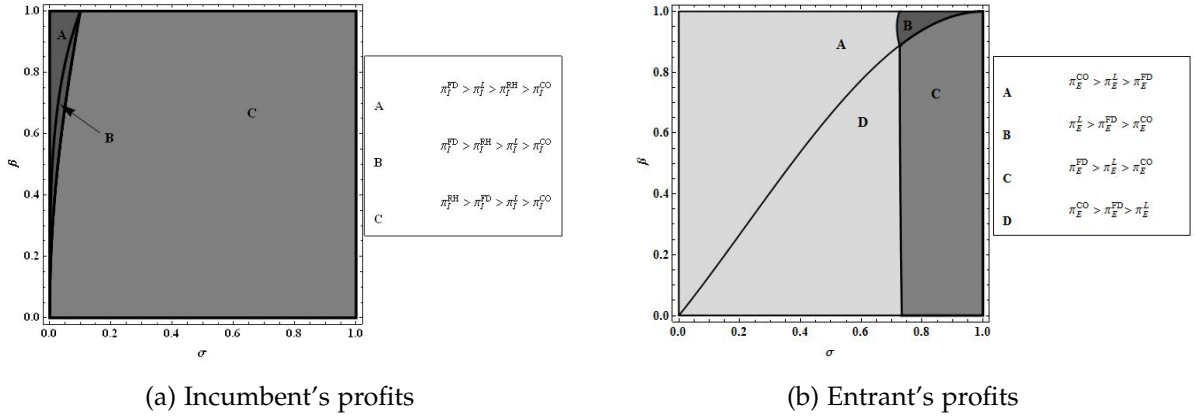 A
B
C
1.0
0.8
0.6
0.4
0.2
0.0
β
0.0 0.2 0.4 0.6 0.8 1.0
σ
A π_I^FD > π_I^L > π_I^RH > π_I^CO
B π_I^FD > π_I^RH > π_I^L > π_I^CO
C π_I^RH > π_I^FD > π_I^L > π_I^CO
(a) Incumbent's profits
A
B
C
D
1.0
0.8
0.6
0.4
0.2
0.0
β
0.0 0.2 0.4 0.6 0.8 1.0
σ
A π_E^CO > π_E^L > π_E^FD
B π_E^L > π_E^FD > π_E^CO
C π_E^FD > π_E^L > π_E^CO
D π_E^CO > π_E^FD > π_E^L
(b) Entrant's profits